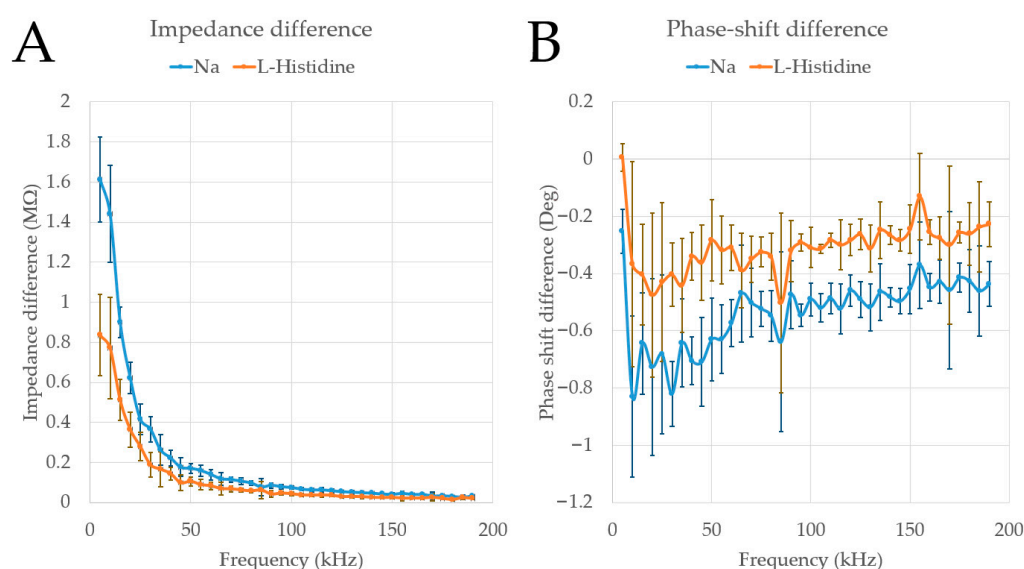 A
Impedance difference
Na
L-Histidine
Impedance difference (MΩ)
2
1.8
1.6
1.4
1.2
1
0.8
0.6
0.4
0.2
0
0
50
100
150
200
Frequency (kHz)
B
Phase-shift difference
Na
L-Histidine
Phase shift difference (Deg)
0.2
0
−0.2
−0.4
−0.6
−0.8
−1
−1.2
0
50
100
150
200
Frequency (kHz)